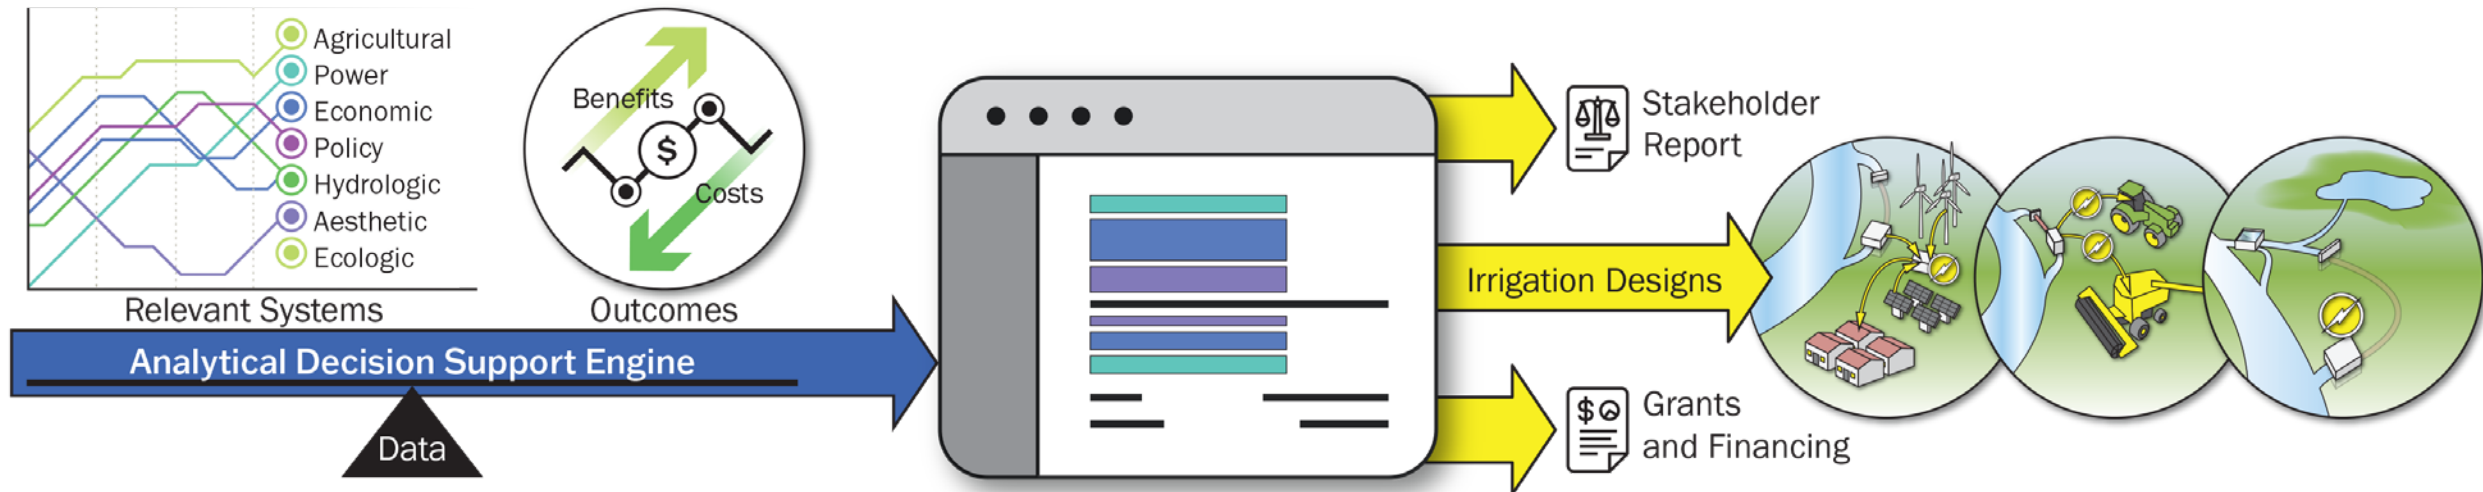 Agricultural
Power
Economic
Policy
Hydrologic
Aesthetic
Ecologic
Relevant Systems
Benefits
$
Costs
Outcomes
Analytical Decision Support Engine
Data
Stakeholder
Report
Irrigation Designs
$
Grants
and Financing